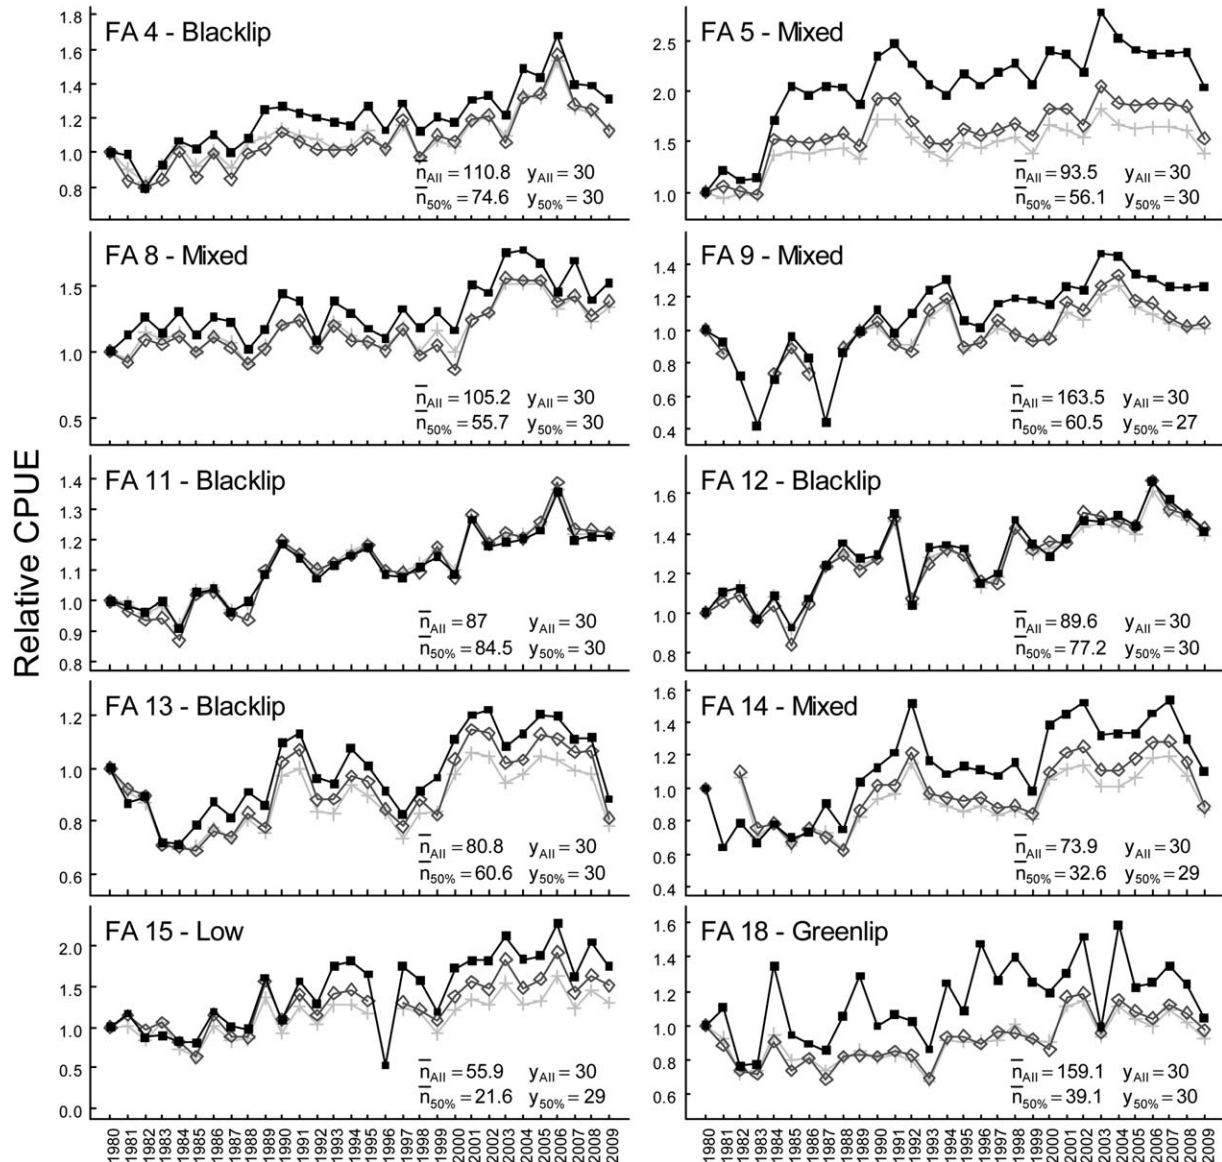 Relative CPUE
FA 4 - Blacklip
1.8
1.6
1.4
1.2
1.0
0.8
n̅All = 110.8 yAll = 30
n̅50% = 74.6 y50% = 30
FA 5 - Mixed
2.5
2.0
1.5
1.0
n̅All = 93.5 yAll = 30
n̅50% = 56.1 y50% = 30
FA 8 - Mixed
1.5
1.0
0.5
n̅All = 105.2 yAll = 30
n̅50% = 55.7 y50% = 30
FA 9 - Mixed
1.4
1.2
1.0
0.8
0.6
0.4
n̅All = 163.5 yAll = 30
n̅50% = 60.5 y50% = 27
FA 11 - Blacklip
1.4
1.3
1.2
1.1
1.0
0.9
0.8
n̅All = 87 yAll = 30
n̅50% = 84.5 y50% = 30
FA 12 - Blacklip
1.6
1.4
1.2
1.0
0.8
n̅All = 89.6 yAll = 30
n̅50% = 77.2 y50% = 30
FA 13 - Blacklip
1.2
1.0
0.8
0.6
n̅All = 80.8 yAll = 30
n̅50% = 60.6 y50% = 30
FA 14 - Mixed
1.6
1.4
1.2
1.0
0.8
0.6
0.4
n̅All = 73.9 yAll = 30
n̅50% = 32.6 y50% = 29
FA 15 - Low
2.0
1.5
1.0
0.5
0.0
n̅All = 55.9 yAll = 30
n̅50% = 21.6 y50% = 29
FA 18 - Greenlip
1.6
1.4
1.2
1.0
0.8
0.6
n̅All = 159.1 yAll = 30
n̅50% = 39.1 y50% = 30
1980 1981 1982 1983 1984 1985 1986 1987 1988 1989 1990 1991 1992 1993 1994 1995 1996 1997 1998 1999 2000 2001 2002 2003 2004 2005 2006 2007 2008 2009
1980 1981 1982 1983 1984 1985 1986 1987 1988 1989 1990 1991 1992 1993 1994 1995 1996 1997 1998 1999 2000 2001 2002 2003 2004 2005 2006 2007 2008 2009